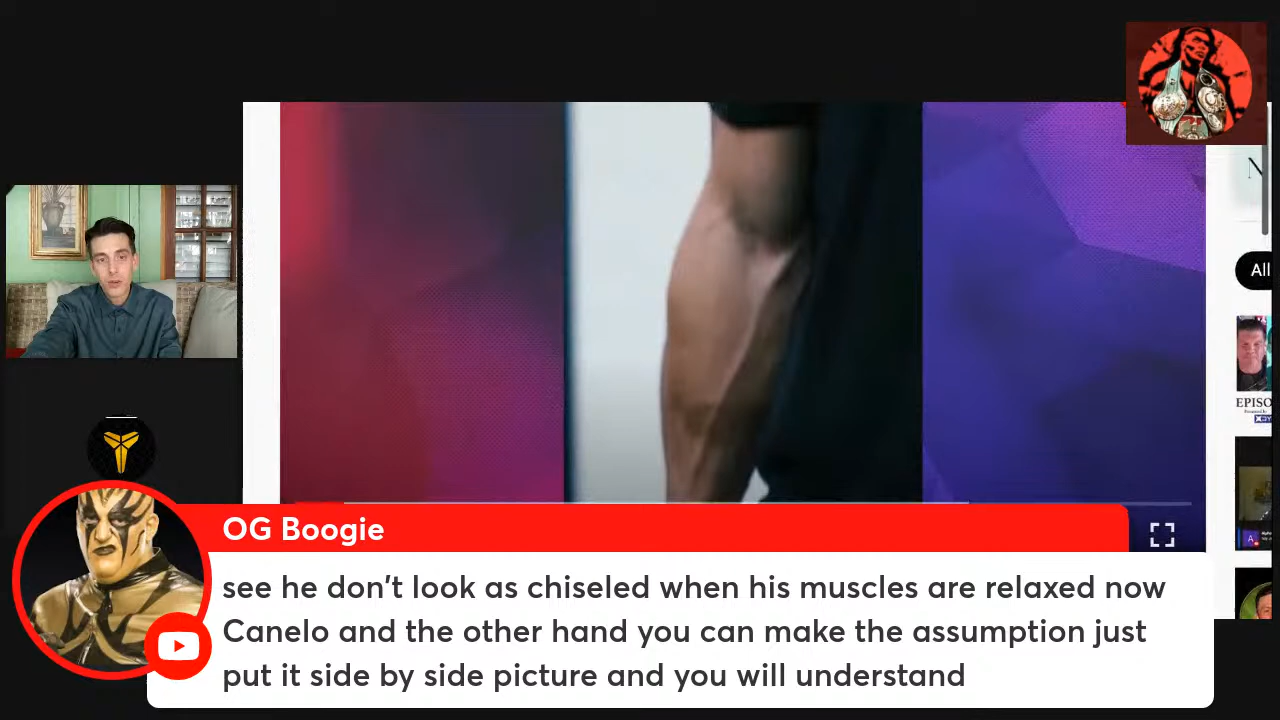 N
All
EPISO
OG Boogie
see he don't look as chiseled when his muscles are relaxed now
Canelo and the other hand you can make the assumption just
put it side by side picture and you will understand